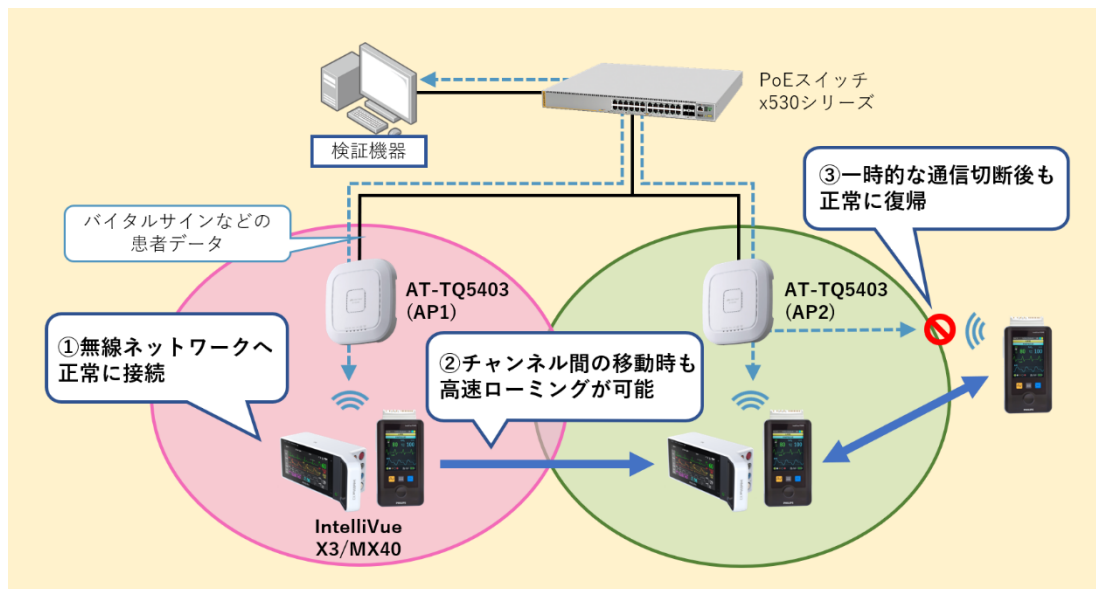 PoEスイッチ
x530シリーズ
検証機器
③一時的な通信切断後も
正常に復帰
バイタルサインなどの
患者データ
AT-TQ5403
(AP1)
AT-TQ5403
(AP2)
①無線ネットワークへ
正常に接続
②チャンネル間の移動時も
高速ローミングが可能
IntelliVue
X3/MX40